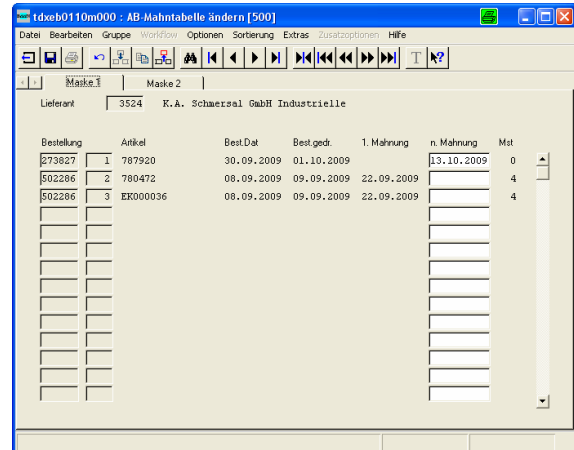 tdxeb0110m000 : AB-Mahntabelle ändern [500]
Datei Bearbeiten Gruppe Workflow Optionen Sortierung Extras Zusatzoptionen Hilfe
T ?
Maske 1 Maske 2
Lieferant 3524 K.A. Schmersal GmbH Industrielle
Bestellung Artikel Best.Dat Best.gedr. 1. Mahnung n. Mahnung Mst
273827 1 787920 30.09.2009 01.10.2009 13.10.2009 0
502286 2 780472 08.09.2009 09.09.2009 22.09.2009 4
502286 3 EK000036 08.09.2009 09.09.2009 22.09.2009 4